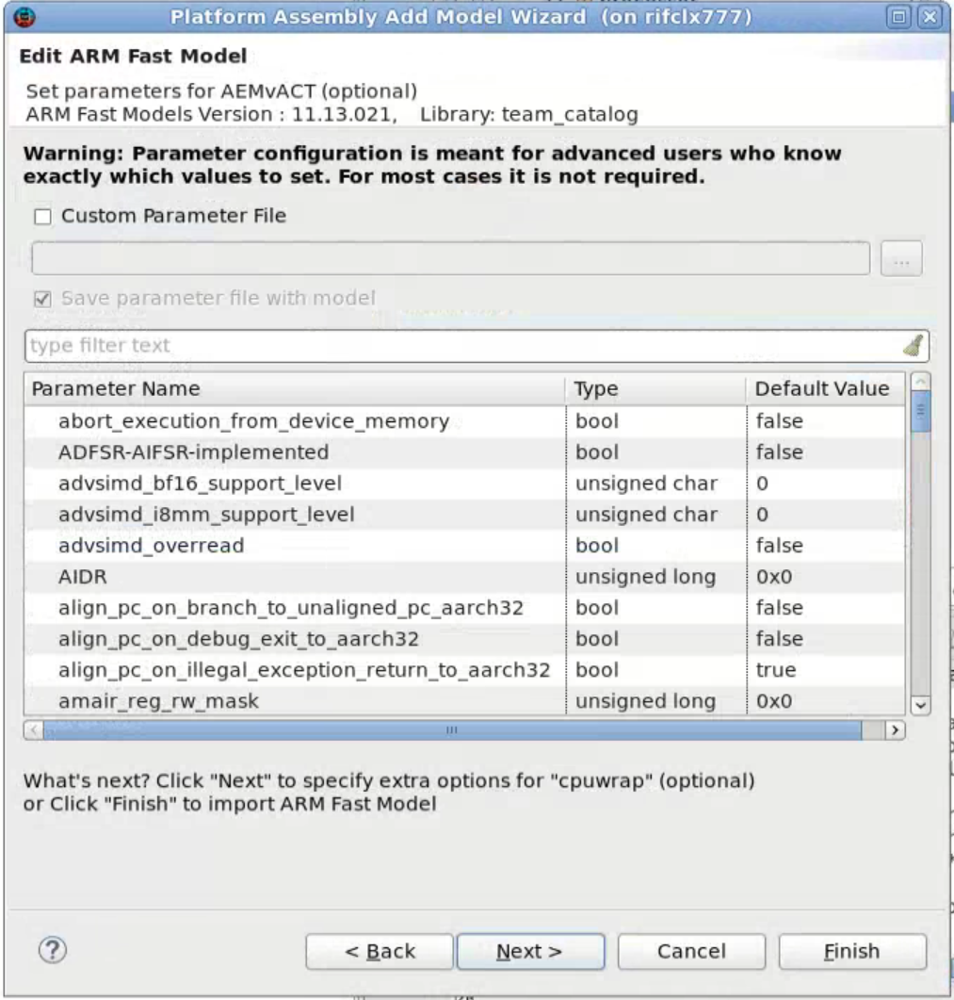 Platform Assembly Add Model Wizard (on rifclx777)
Edit ARM Fast Model
Set parameters for AEMvACT (optional)
ARM Fast Models Version : 11.13.021, Library: team_catalog
Warning: Parameter configuration is meant for advanced users who know
exactly which values to set. For most cases it is not required.
Custom Parameter File
...
Save parameter file with model
type filter text
Parameter Name Type Default Value
abort_execution_from_device_memory bool false
ADFSR-AIFSR-implemented bool false
advsimd_bf16_support_level unsigned char 0
advsimd_i8mm_support_level unsigned char 0
advsimd_overread bool false
AIDR unsigned long 0x0
align_pc_on_branch_to_unaligned_pc_aarch32 bool false
align_pc_on_debug_exit_to_aarch32 bool false
align_pc_on_illegal_exception_return_to_aarch32 bool true
amair_reg_rw_mask unsigned long 0x0
What's next? Click "Next" to specify extra options for "cpuwrap" (optional)
or Click "Finish" to import ARM Fast Model
? < Back Next > Cancel Finish